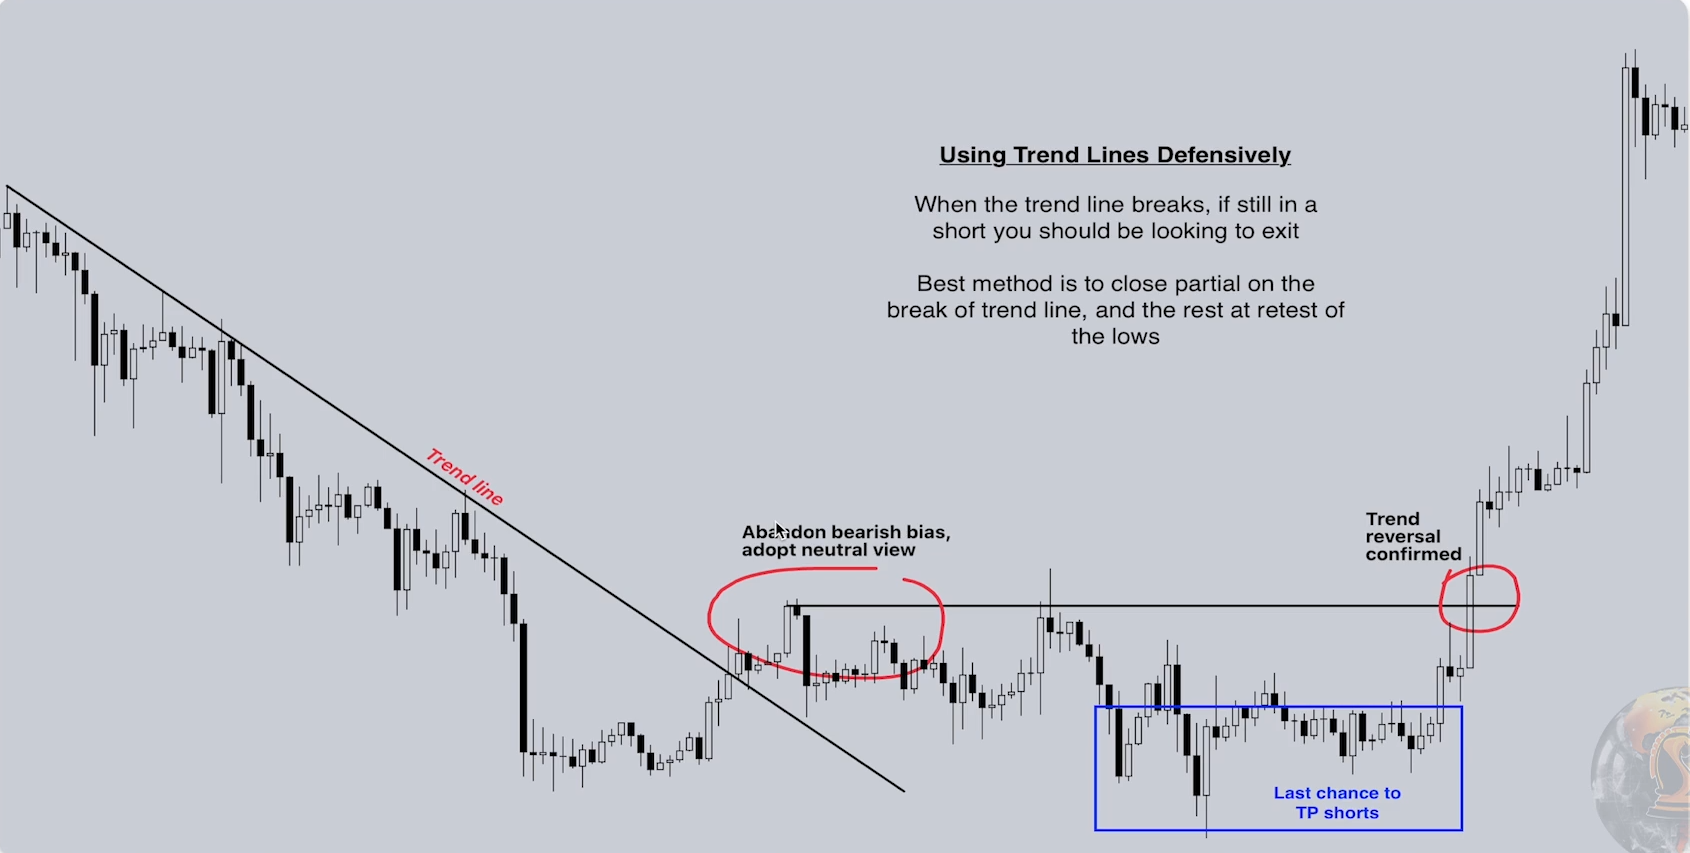 Using Trend Lines Defensively
When the trend line breaks, if still in a
short you should be looking to exit
Best method is to close partial on the
break of trend line, and the rest at retest of
the lows
Trend line
Abandon bearish bias,
adopt neutral view
Trend
reversal
confirmed
Last chance to
TP shorts